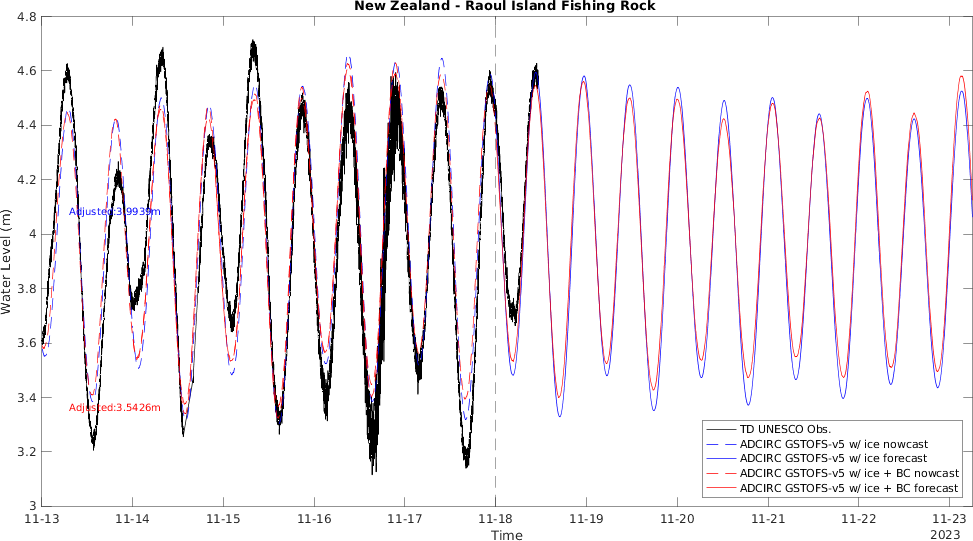 New Zealand - Raoul Island Fishing Rock
4.8
4.6
4.4
4.2
4
3.8
3.6
3.4
3.2
3
Water Level (m)
Adjusted:3.9939m
Adjusted:3.5426m
TD UNESCO Obs.
ADCIRC GSTOFS-v5 w/ ice nowcast
ADCIRC GSTOFS-v5 w/ ice forecast
ADCIRC GSTOFS-v5 w/ ice + BC nowcast
ADCIRC GSTOFS-v5 w/ ice + BC forecast
11-13 11-14 11-15 11-16 11-17 11-18 11-19 11-20 11-21 11-22 11-23
Time
2023